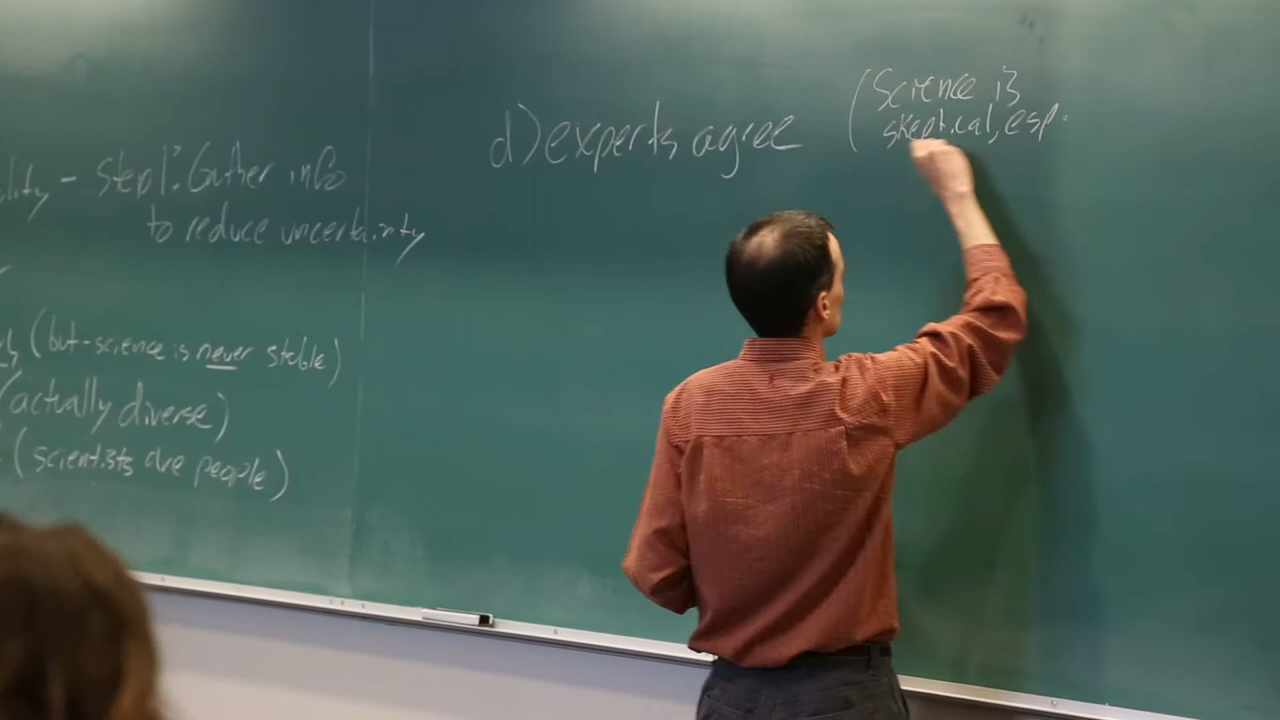 step 1: Gather info
to reduce uncertainty
(but-science is never stable)
(actually diverse)
(scientists are people)
d) experts agree
(Science is
skeptical, esp.